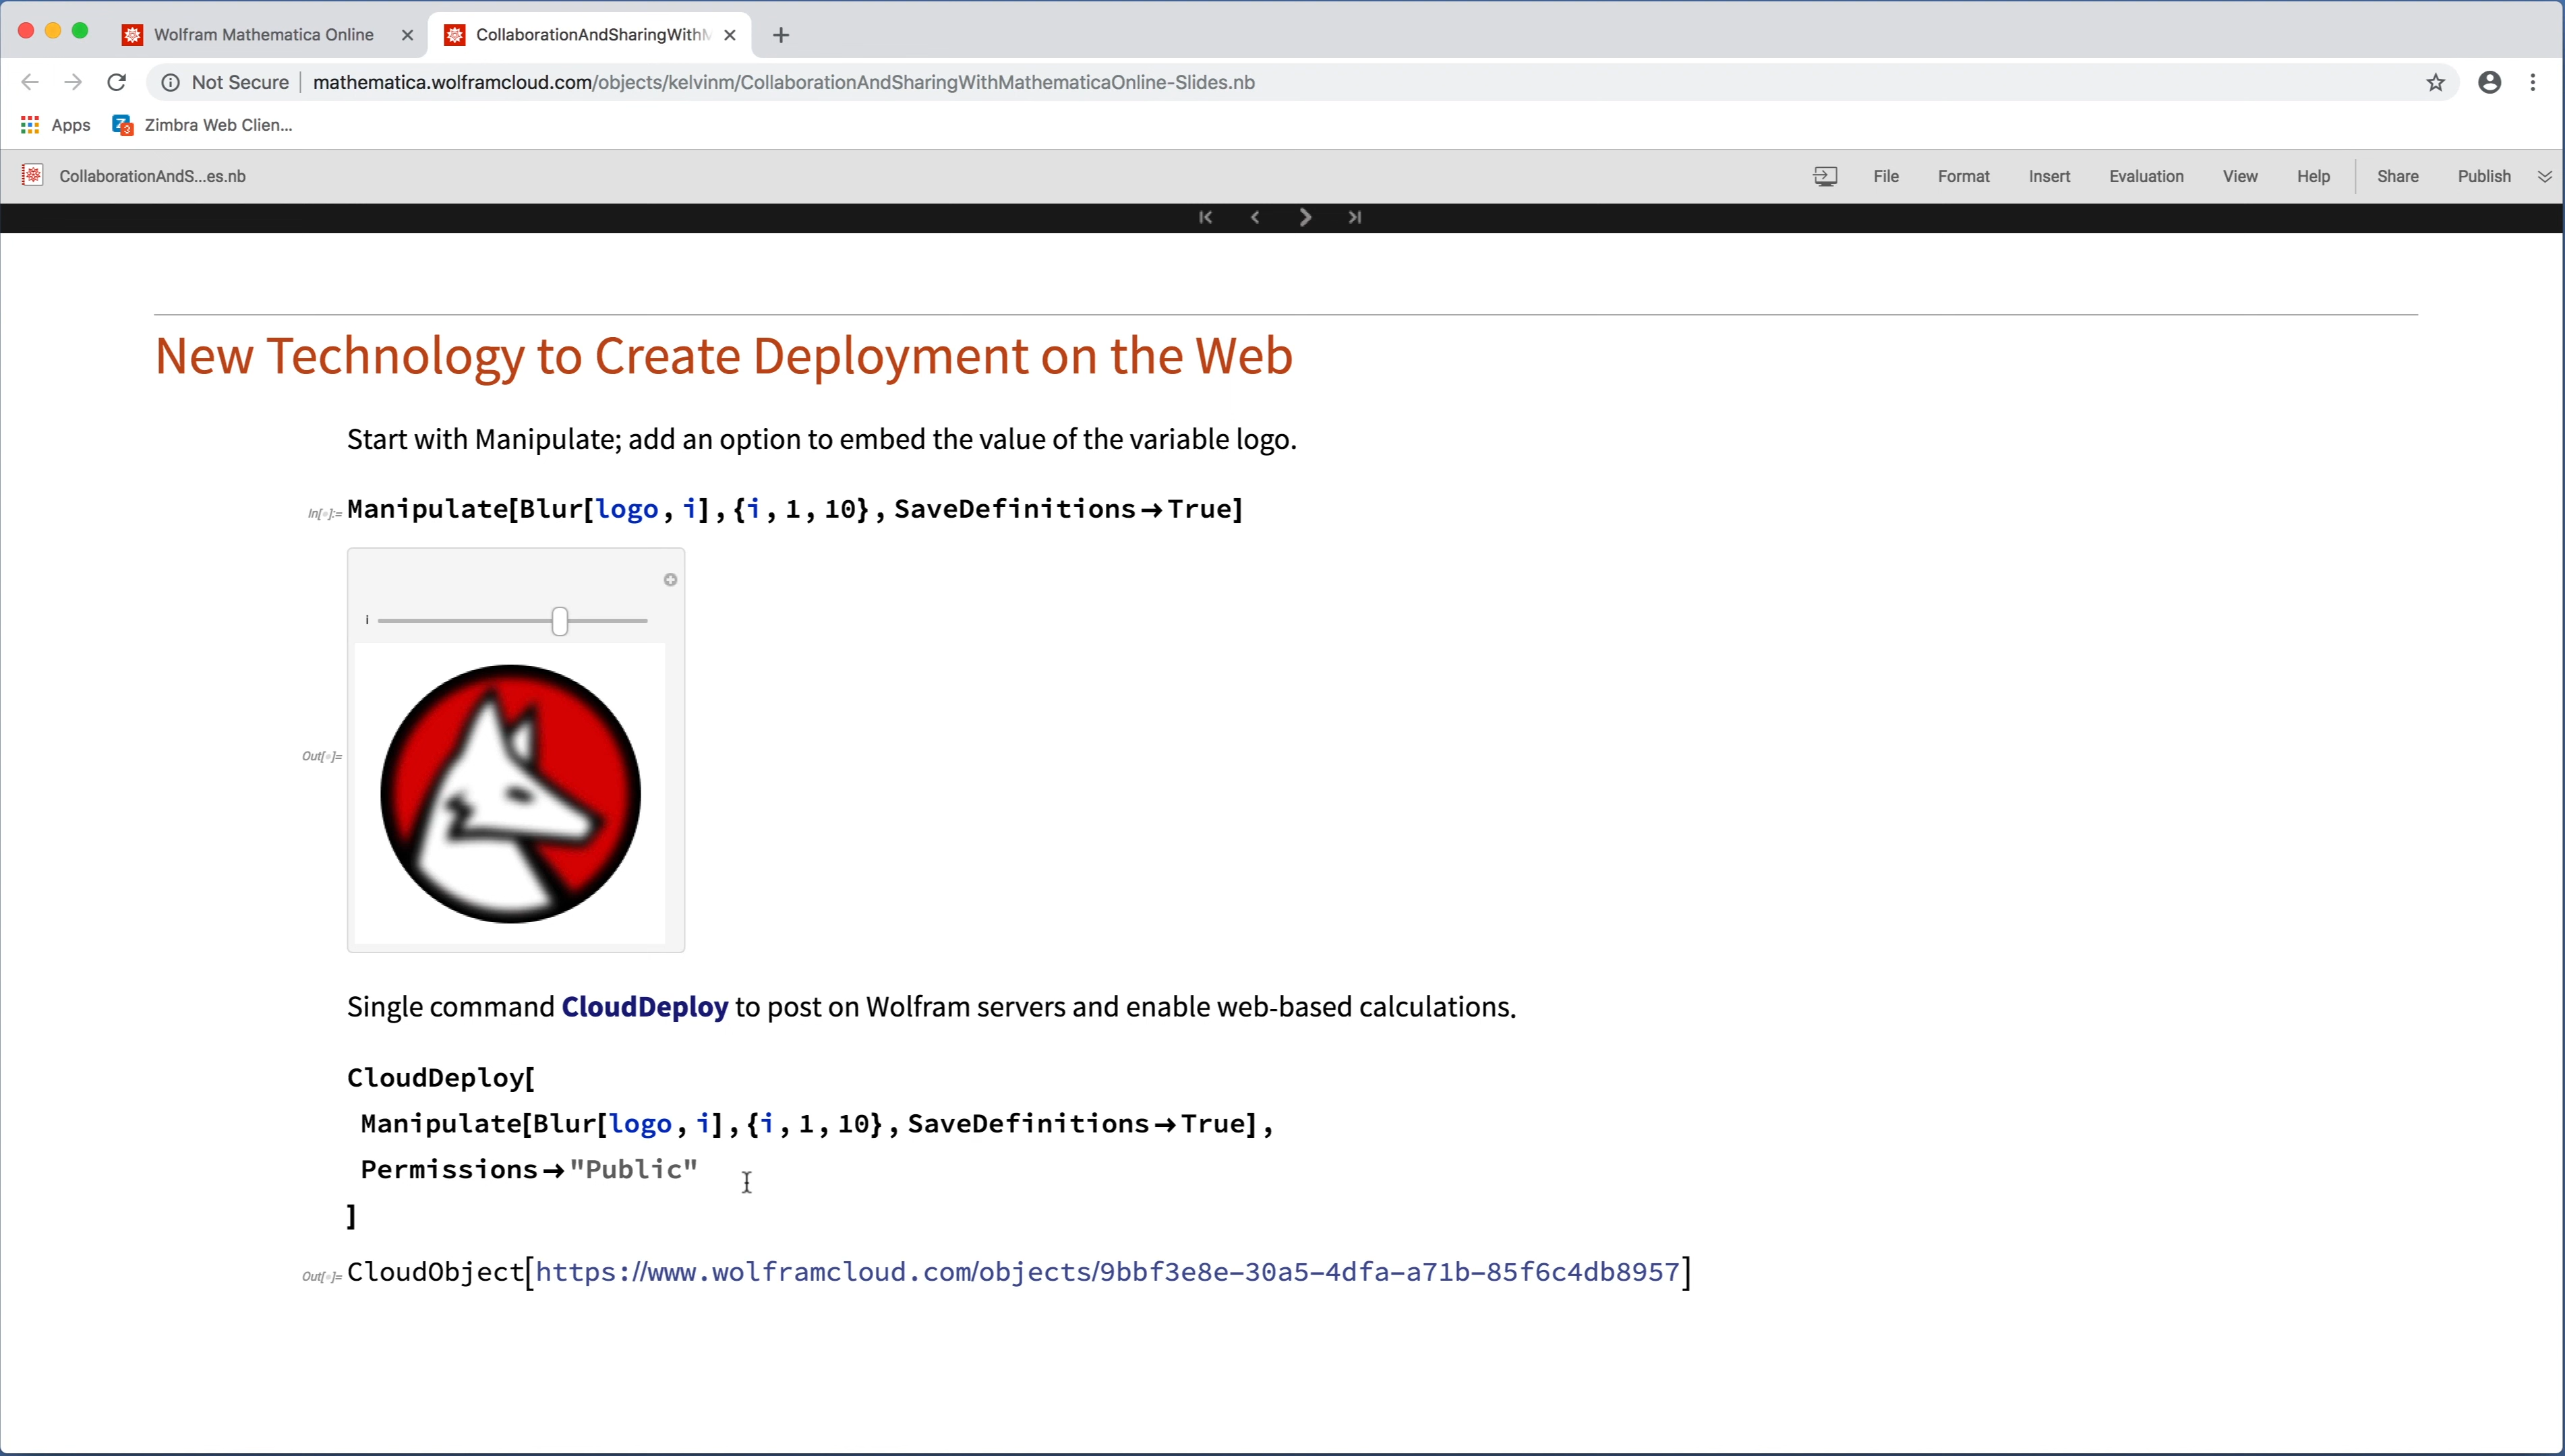 Wolfram Mathematica Online
CollaborationAndSharingWithM
Not Secure
mathematica.wolframcloud.com/objects/kelvinm/CollaborationAndSharingWithMathematicaOnline-Slides.nb
Apps
Zimbra Web Clien...
CollaborationAndS...es.nb
File
Format
Insert
Evaluation
View
Help
Share
Publish
New Technology to Create Deployment on the Web
Start with Manipulate; add an option to embed the value of the variable logo.
In[∘]:= Manipulate[Blur[logo, i], {i, 1, 10}, SaveDefinitions→True]
i
Out[∘]=
Single command CloudDeploy to post on Wolfram servers and enable web-based calculations.
CloudDeploy[
Manipulate[Blur[logo, i], {i, 1, 10}, SaveDefinitions→True],
Permissions→"Public"
]
Out[∘]= CloudObject[https://www.wolframcloud.com/objects/9bbf3e8e-30a5-4dfa-a71b-85f6c4db8957]